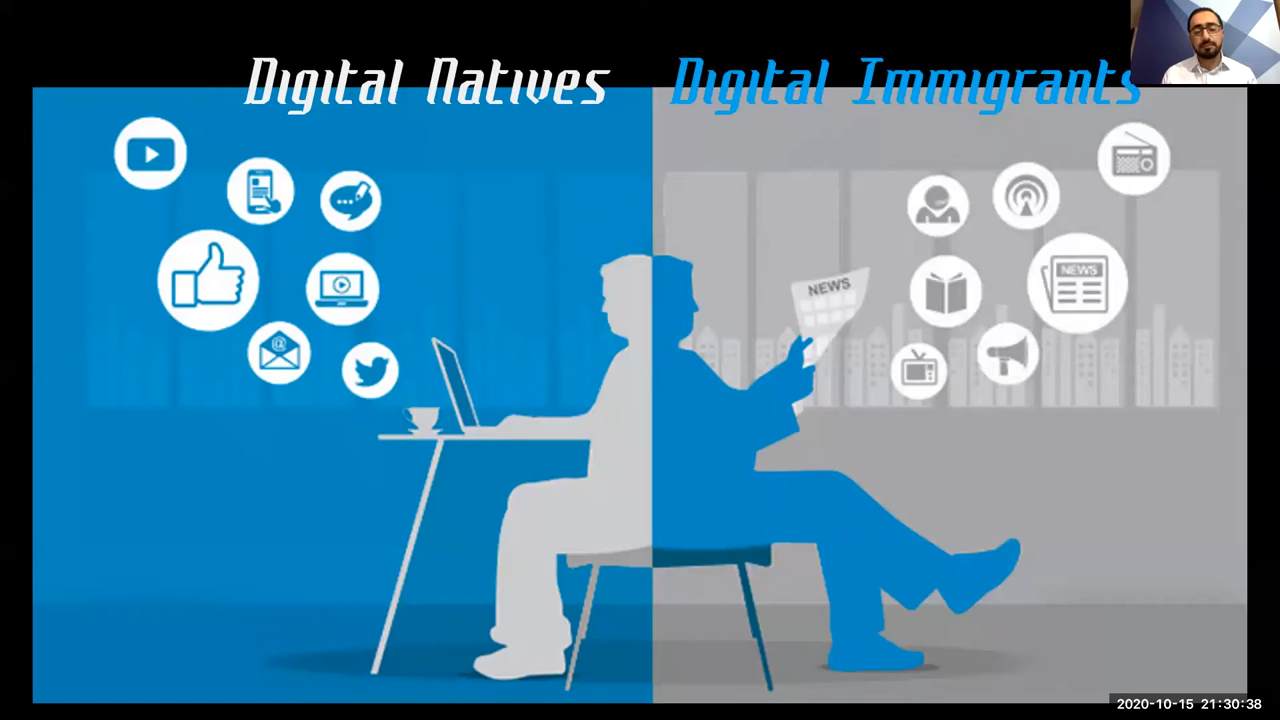 Digital Natives
Digital Immigrants
NEWS
NEWS
@
2020-10-15 21:30:38